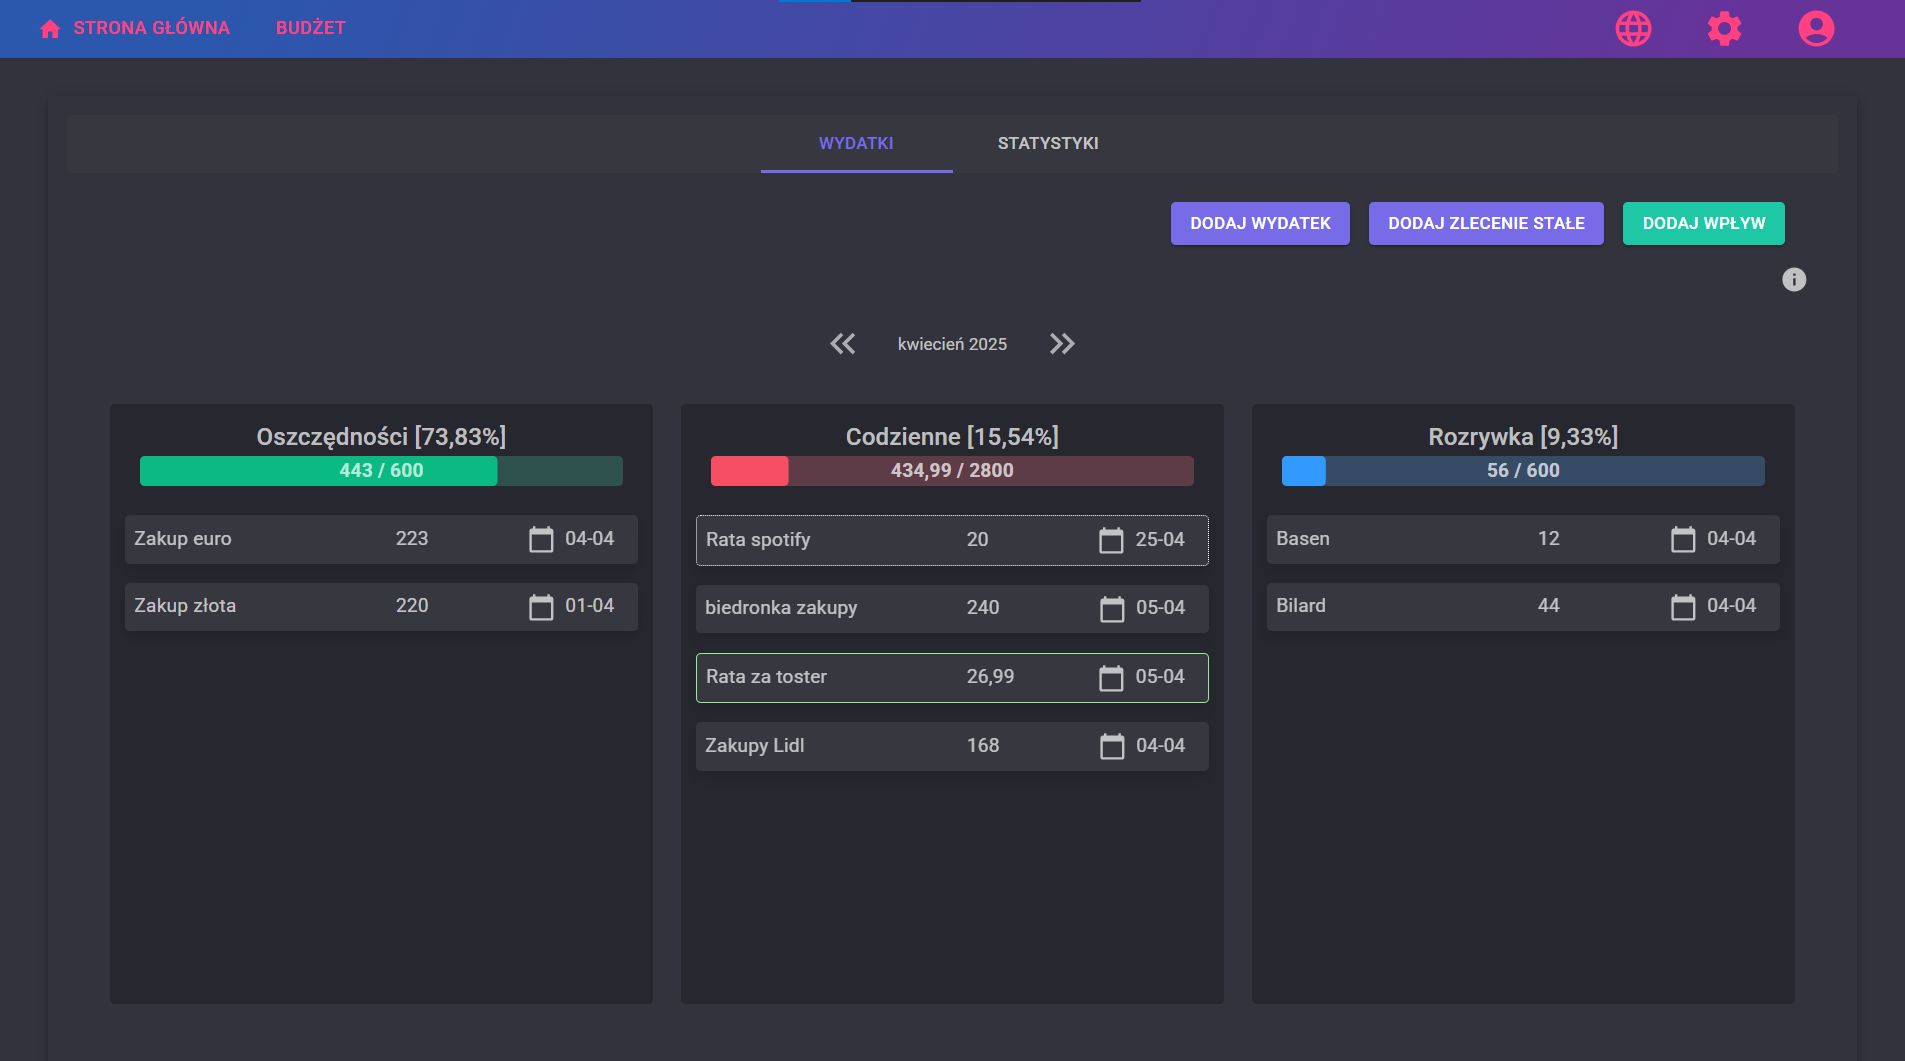 STRONA GŁÓWNA BUDŻET
WYDATKI STATYSTYKI
DODAJ WYDATEK DODAJ ZLECENIE STAŁE DODAJ WPŁYW
kwiecień 2025
Oszczędności [73,83%]
443 / 600
Zakup euro 223 04-04
Zakup złota 220 01-04
Codzienne [15,54%]
434,99 / 2800
Rata spotify 20 25-04
biedronka zakupy 240 05-04
Rata za toster 26,99 05-04
Zakupy Lidl 168 04-04
Rozrywka [9,33%]
56 / 600
Basen 12 04-04
Bilard 44 04-04